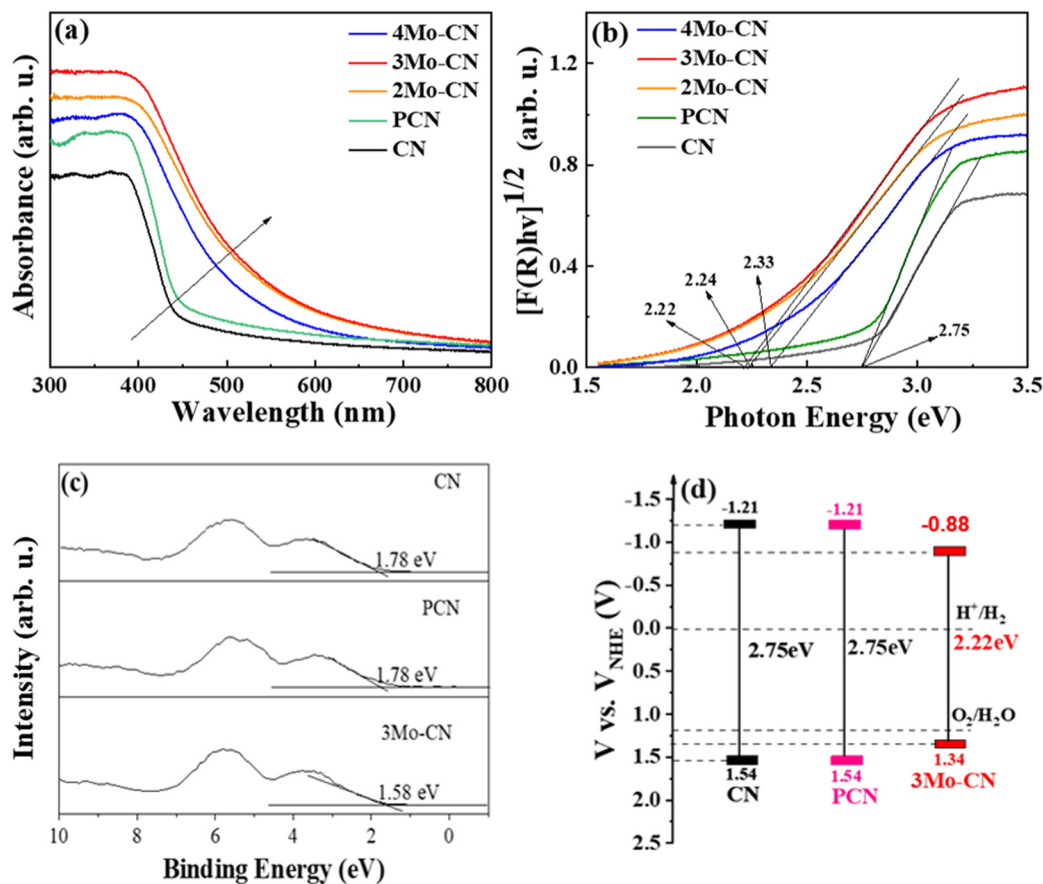 (a)
4Mo-CN
3Mo-CN
2Mo-CN
PCN
CN
Absorbance (arb. u.)
300 400 500 600 700 800
Wavelength (nm)
(b)
4Mo-CN
3Mo-CN
2Mo-CN
PCN
CN
[F(R)hv]1/2 (arb. u.)
1.2
0.8
0.4
0.0
2.33
2.24
2.22
2.75
1.5 2.0 2.5 3.0 3.5
Photon Energy (eV)
(c)
CN
1.78 eV
PCN
1.78 eV
3Mo-CN
1.58 eV
Intensity (arb. u.)
10 8 6 4 2 0
Binding Energy (eV)
(d)
V vs. VNHE (V)
-1.5
-1.0
-0.5
0.0
0.5
1.0
1.5
2.0
2.5
-1.21
-1.21
-0.88
H+/H2
2.75eV
2.75eV
2.22eV
O2/H2O
1.54
1.54
1.34
CN
PCN
3Mo-CN